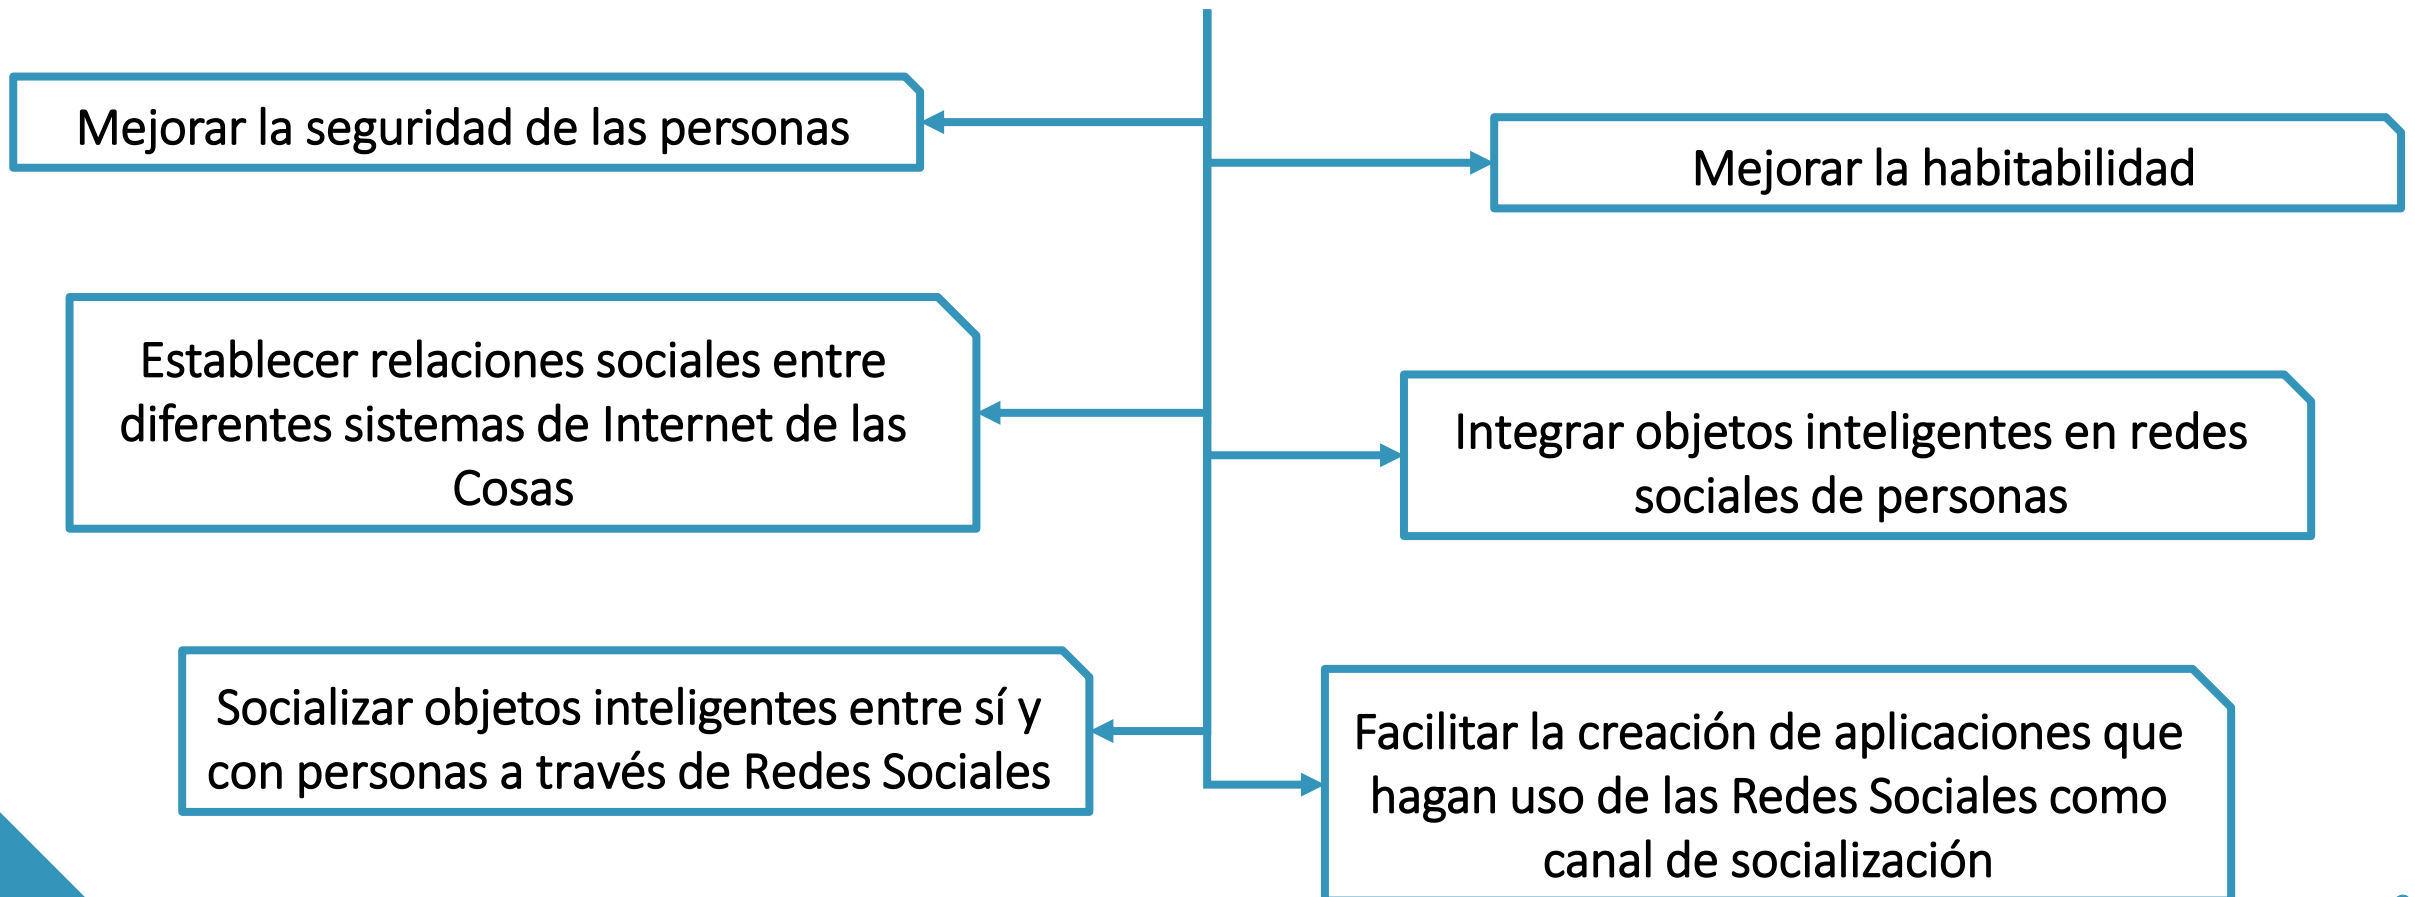 Mejorar la seguridad de las personas
Mejorar la habitabilidad
Establecer relaciones sociales entre
diferentes sistemas de Internet de las
Cosas
Integrar objetos inteligentes en redes
sociales de personas
Socializar objetos inteligentes entre sí y
con personas a través de Redes Sociales
Facilitar la creación de aplicaciones que
hagan uso de las Redes Sociales como
canal de socialización